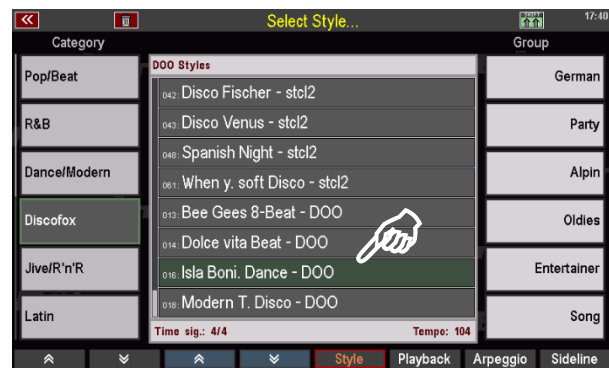 Select Style...
17:40
Category
Group
Pop/Beat
R&B
Dance/Modern
Discofox
Jive/R'n'R
Latin
DOO Styles
042: Disco Fischer - stcl2
043: Disco Venus - stcl2
048: Spanish Night - stcl2
061: When y. soft Disco - stcl2
013: Bee Gees 8-Beat - DOO
014: Dolce vita Beat - DOO
016: Isla Boni. Dance - DOO
018: Modern T. Disco - DOO
Time sig.: 4/4
Tempo: 104
German
Party
Alpin
Oldies
Entertainer
Song
Style
Playback
Arpeggio
Sideline